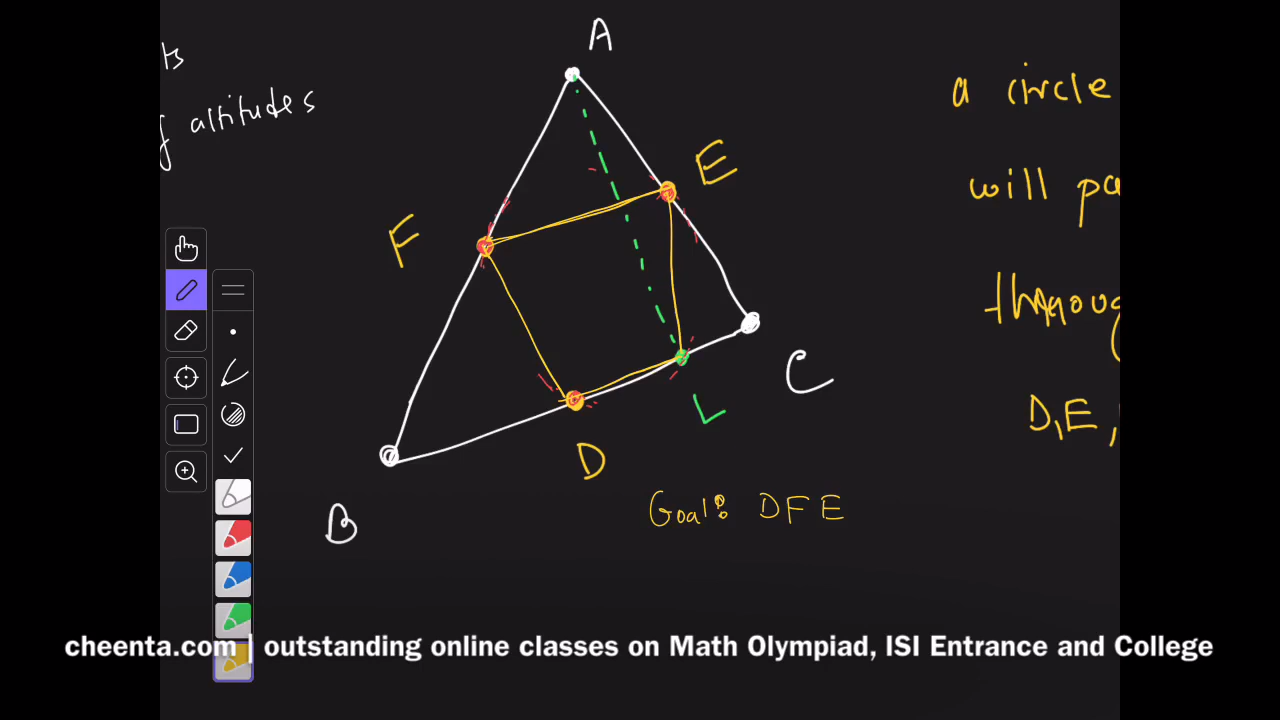 ts
f altitudes
A
E
F
C
L
D
B
Goal: DFE
a circle
will pa
throug
D, E,
cheenta.com | outstanding online classes on Math Olympiad, ISI Entrance and College